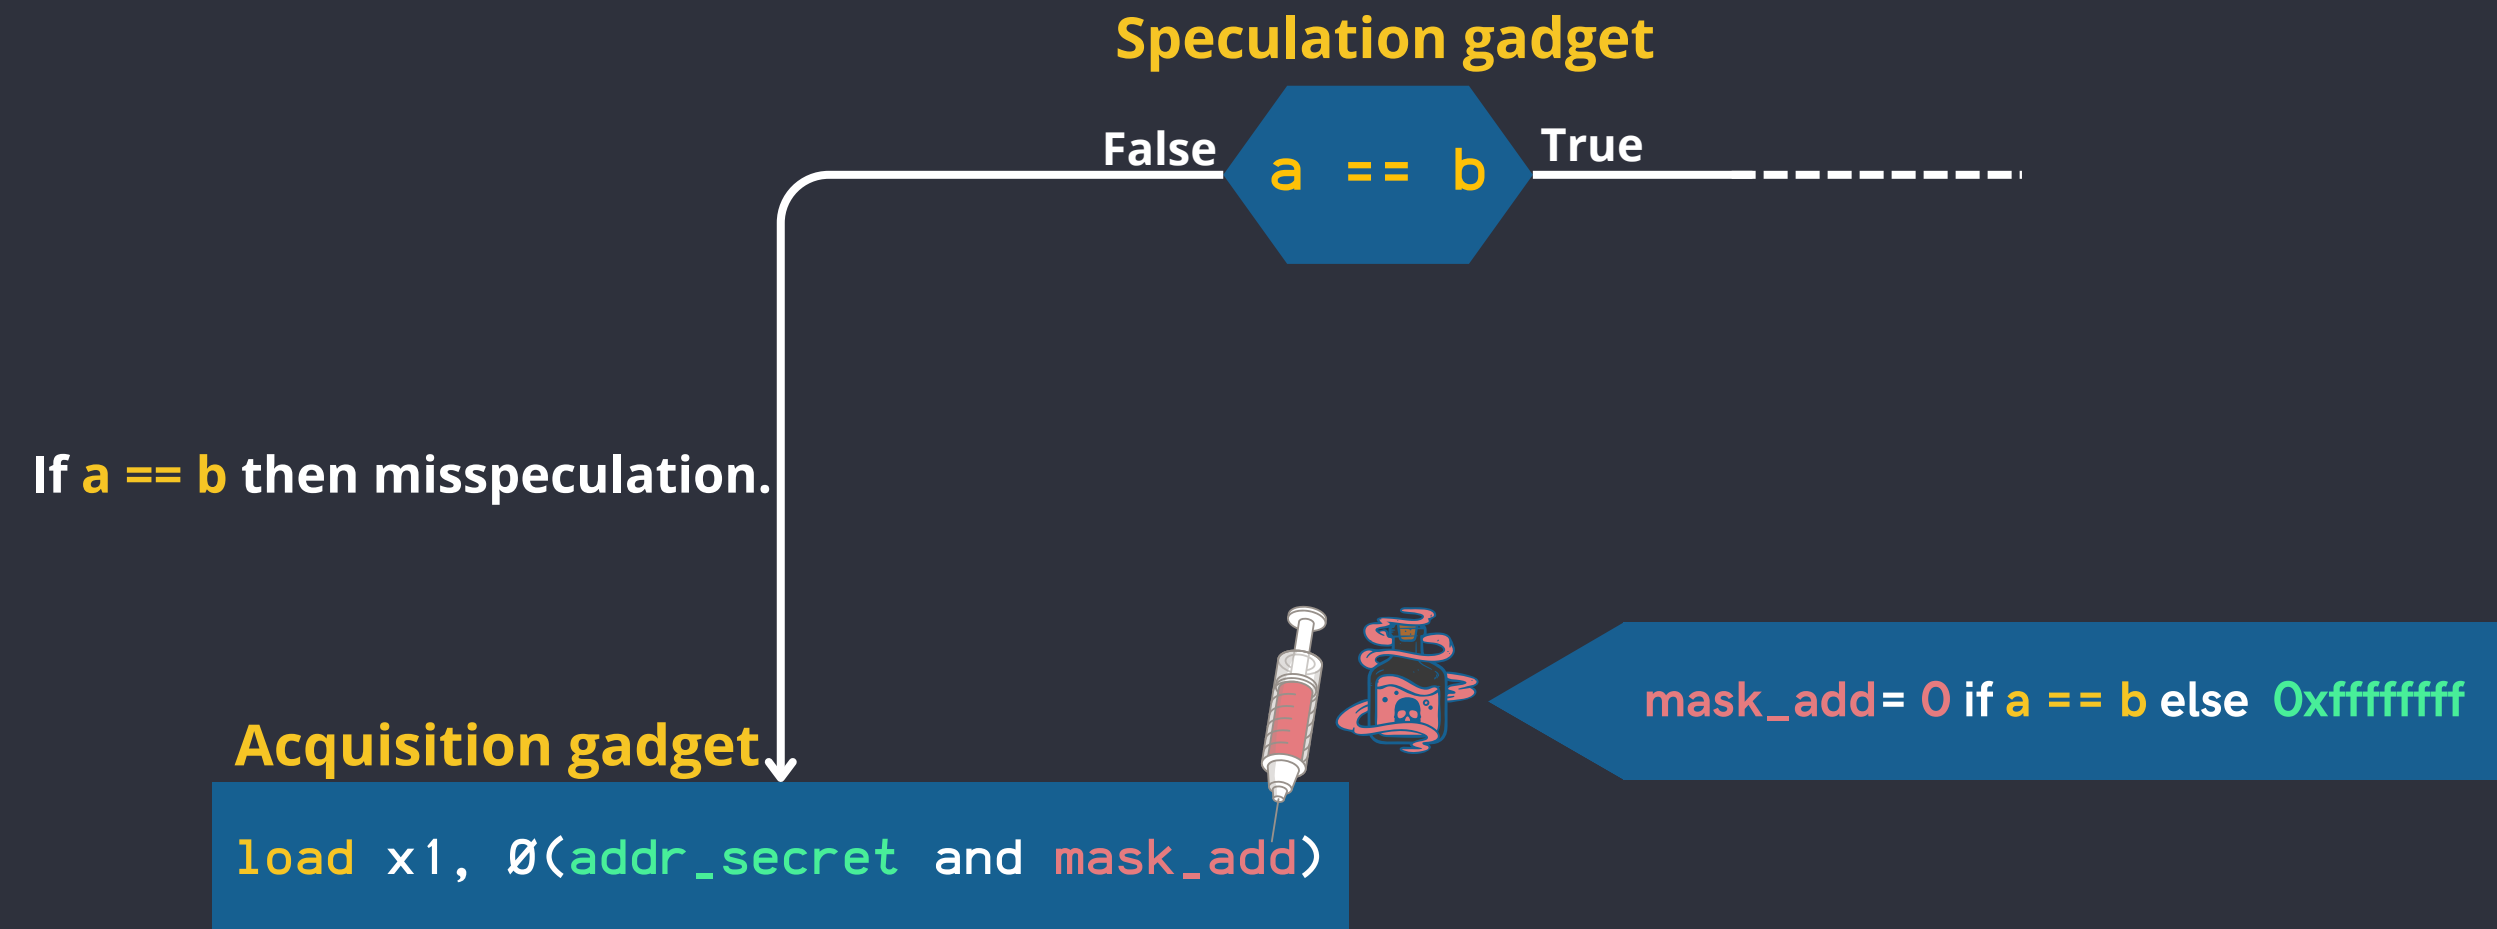 Speculation gadget
False
a == b
True
If a == b then misspeculation.
mask_add= 0 if a == b else 0xffffffff
Acquisition gadget.
load x1, 0(addr_secret and mask_add)